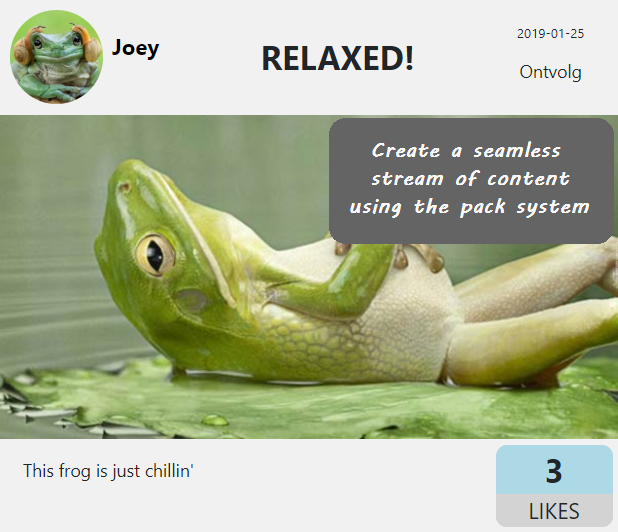 Joey
RELAXED!
2019-01-25
Ontvolg
Create a seamless
stream of content
using the pack system
This frog is just chillin'
3
LIKES